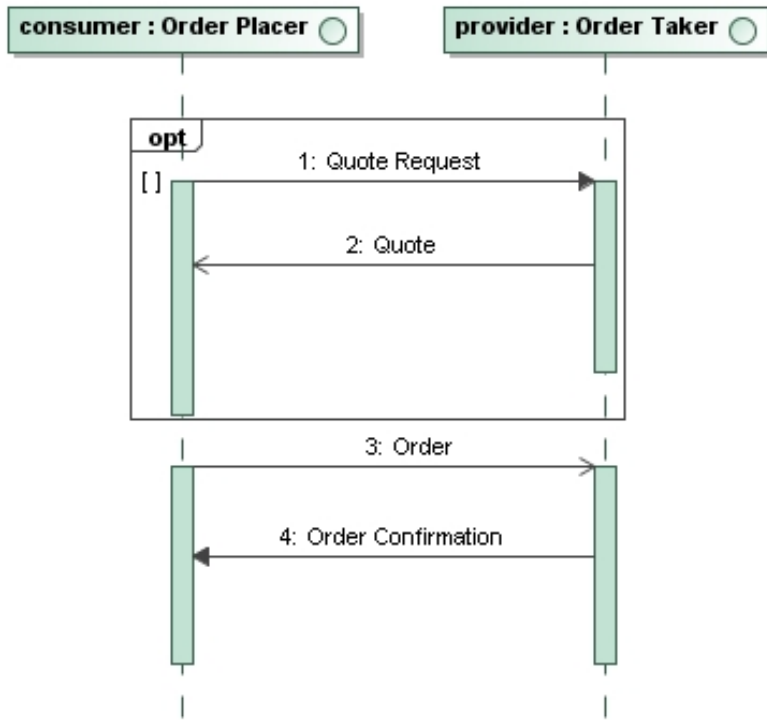 consumer : Order Placer
provider : Order Taker
opt
1: Quote Request
[ ]
2: Quote
3: Order
4: Order Confirmation